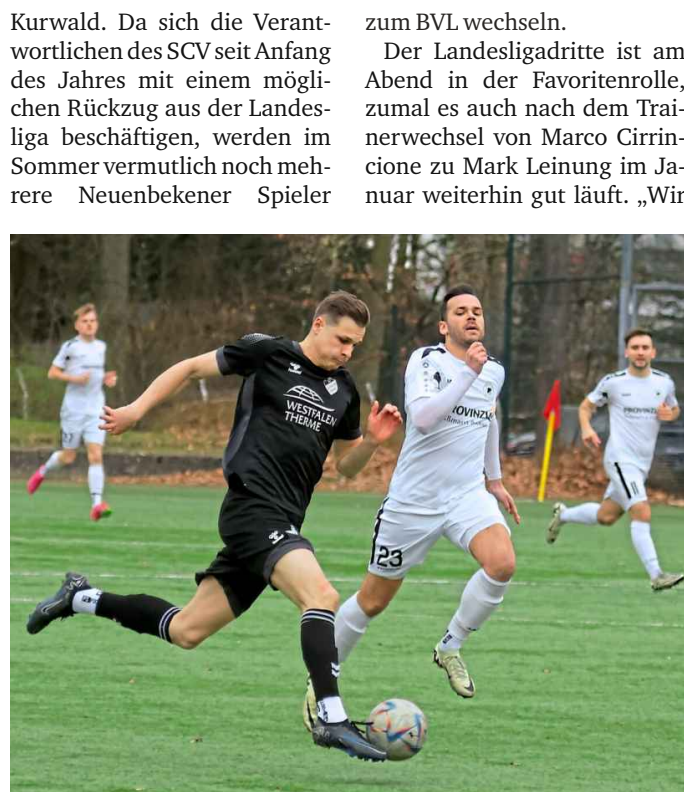 Kurwald. Da sich die Verant-
wortlichen des SCV seit Anfang
des Jahres mit einem mögli-
chen Rückzug aus der Landes-
liga beschäftigen, werden im
Sommer vermutlich noch meh-
rere Neuenbekener Spieler
zum BVL wechseln.
Der Landesligadritte ist am
Abend in der Favoritenrolle,
zumal es auch nach dem Trai-
nerwechsel von Marco Cirrin-
cione zu Mark Leinung im Ja-
nuar weiterhin gut läuft. „Wir
WESTFALEN
THERME
PROVINZ
23
PROVINZ
11